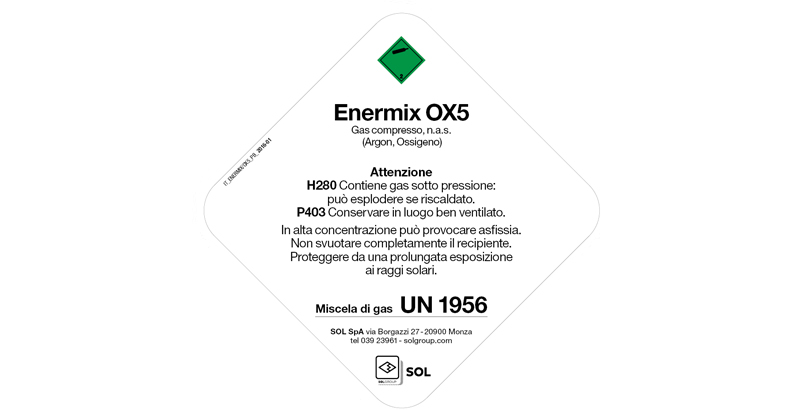 2
Enermix OX5
Gas compresso, n.a.s.
(Argon, Ossigeno)
IT_ENERMIX/OX5_PB_2016-01
Attenzione
H280 Contiene gas sotto pressione:
può esplodere se riscaldato.
P403 Conservare in luogo ben ventilato.
In alta concentrazione può provocare asfissia.
Non svuotare completamente il recipiente.
Proteggere da una prolungata esposizione
ai raggi solari.
Miscela di gas UN 1956
SOL SpA via Borgazzi 27 - 20900 Monza
tel 039 23961 - solgroup.com
SOLGROUP
SOL